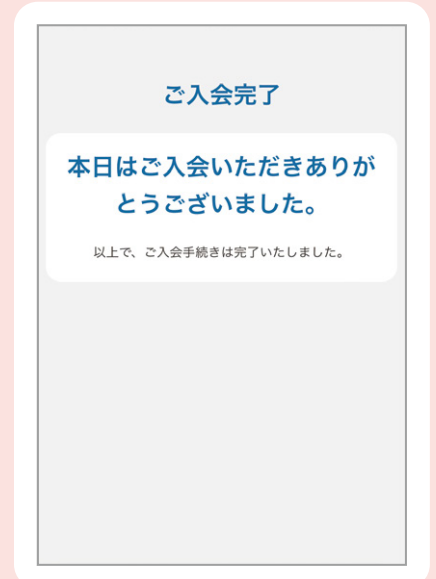 ご入会完了
本日はご入会いただきありが
とうございました。
以上で、ご入会手続きは完了いたしました。